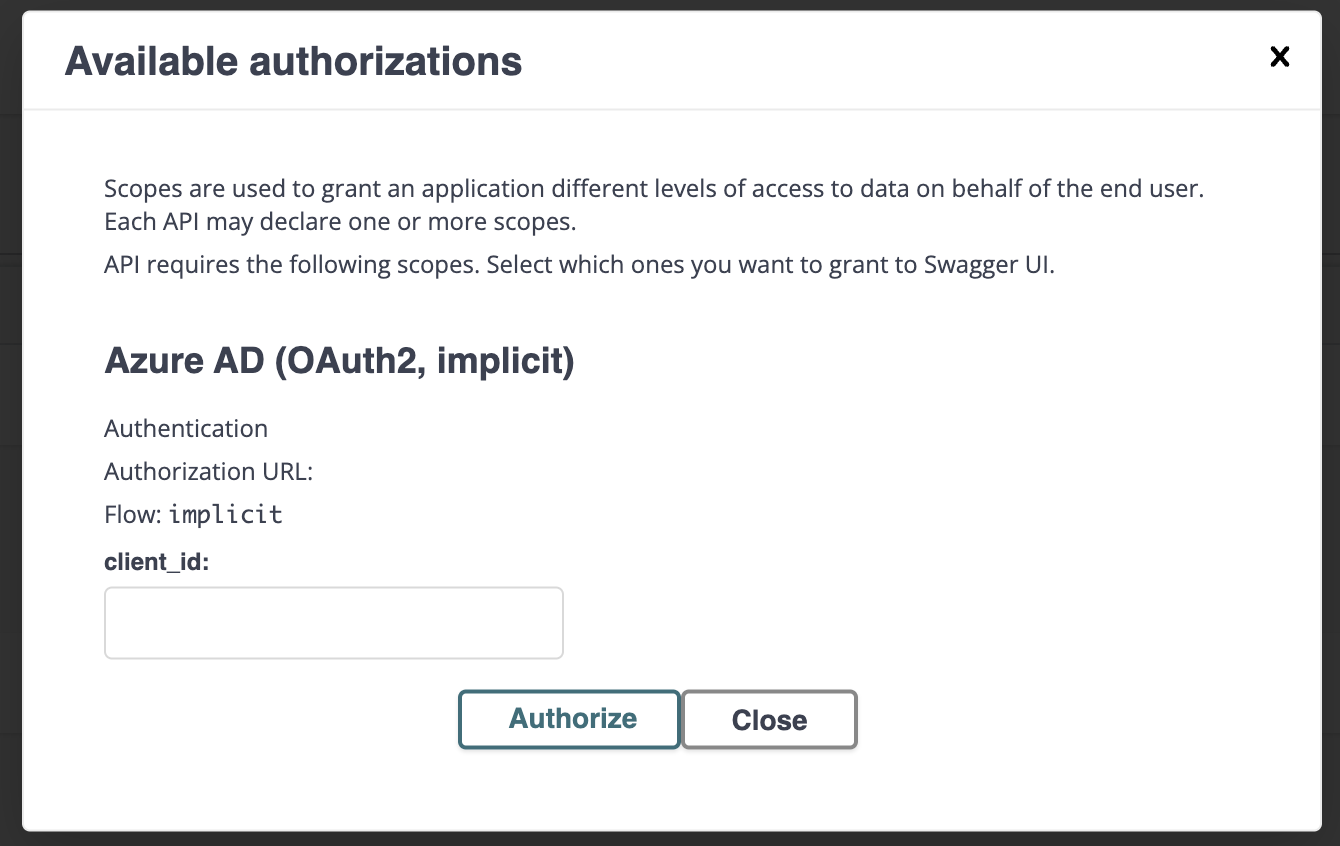 Available authorizations
Scopes are used to grant an application different levels of access to data on behalf of the end user.
Each API may declare one or more scopes.
API requires the following scopes. Select which ones you want to grant to Swagger UI.
Azure AD (OAuth2, implicit)
Authentication
Authorization URL:
Flow: implicit
client_id:
Authorize Close